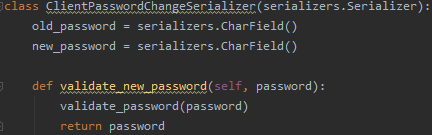 class ClientPasswordChangeSerializer(serializers.Serializer):
    old_password = serializers.CharField()
    new_password = serializers.CharField()
    def validate_new_password(self, password):
        validate_password(password)
        return password